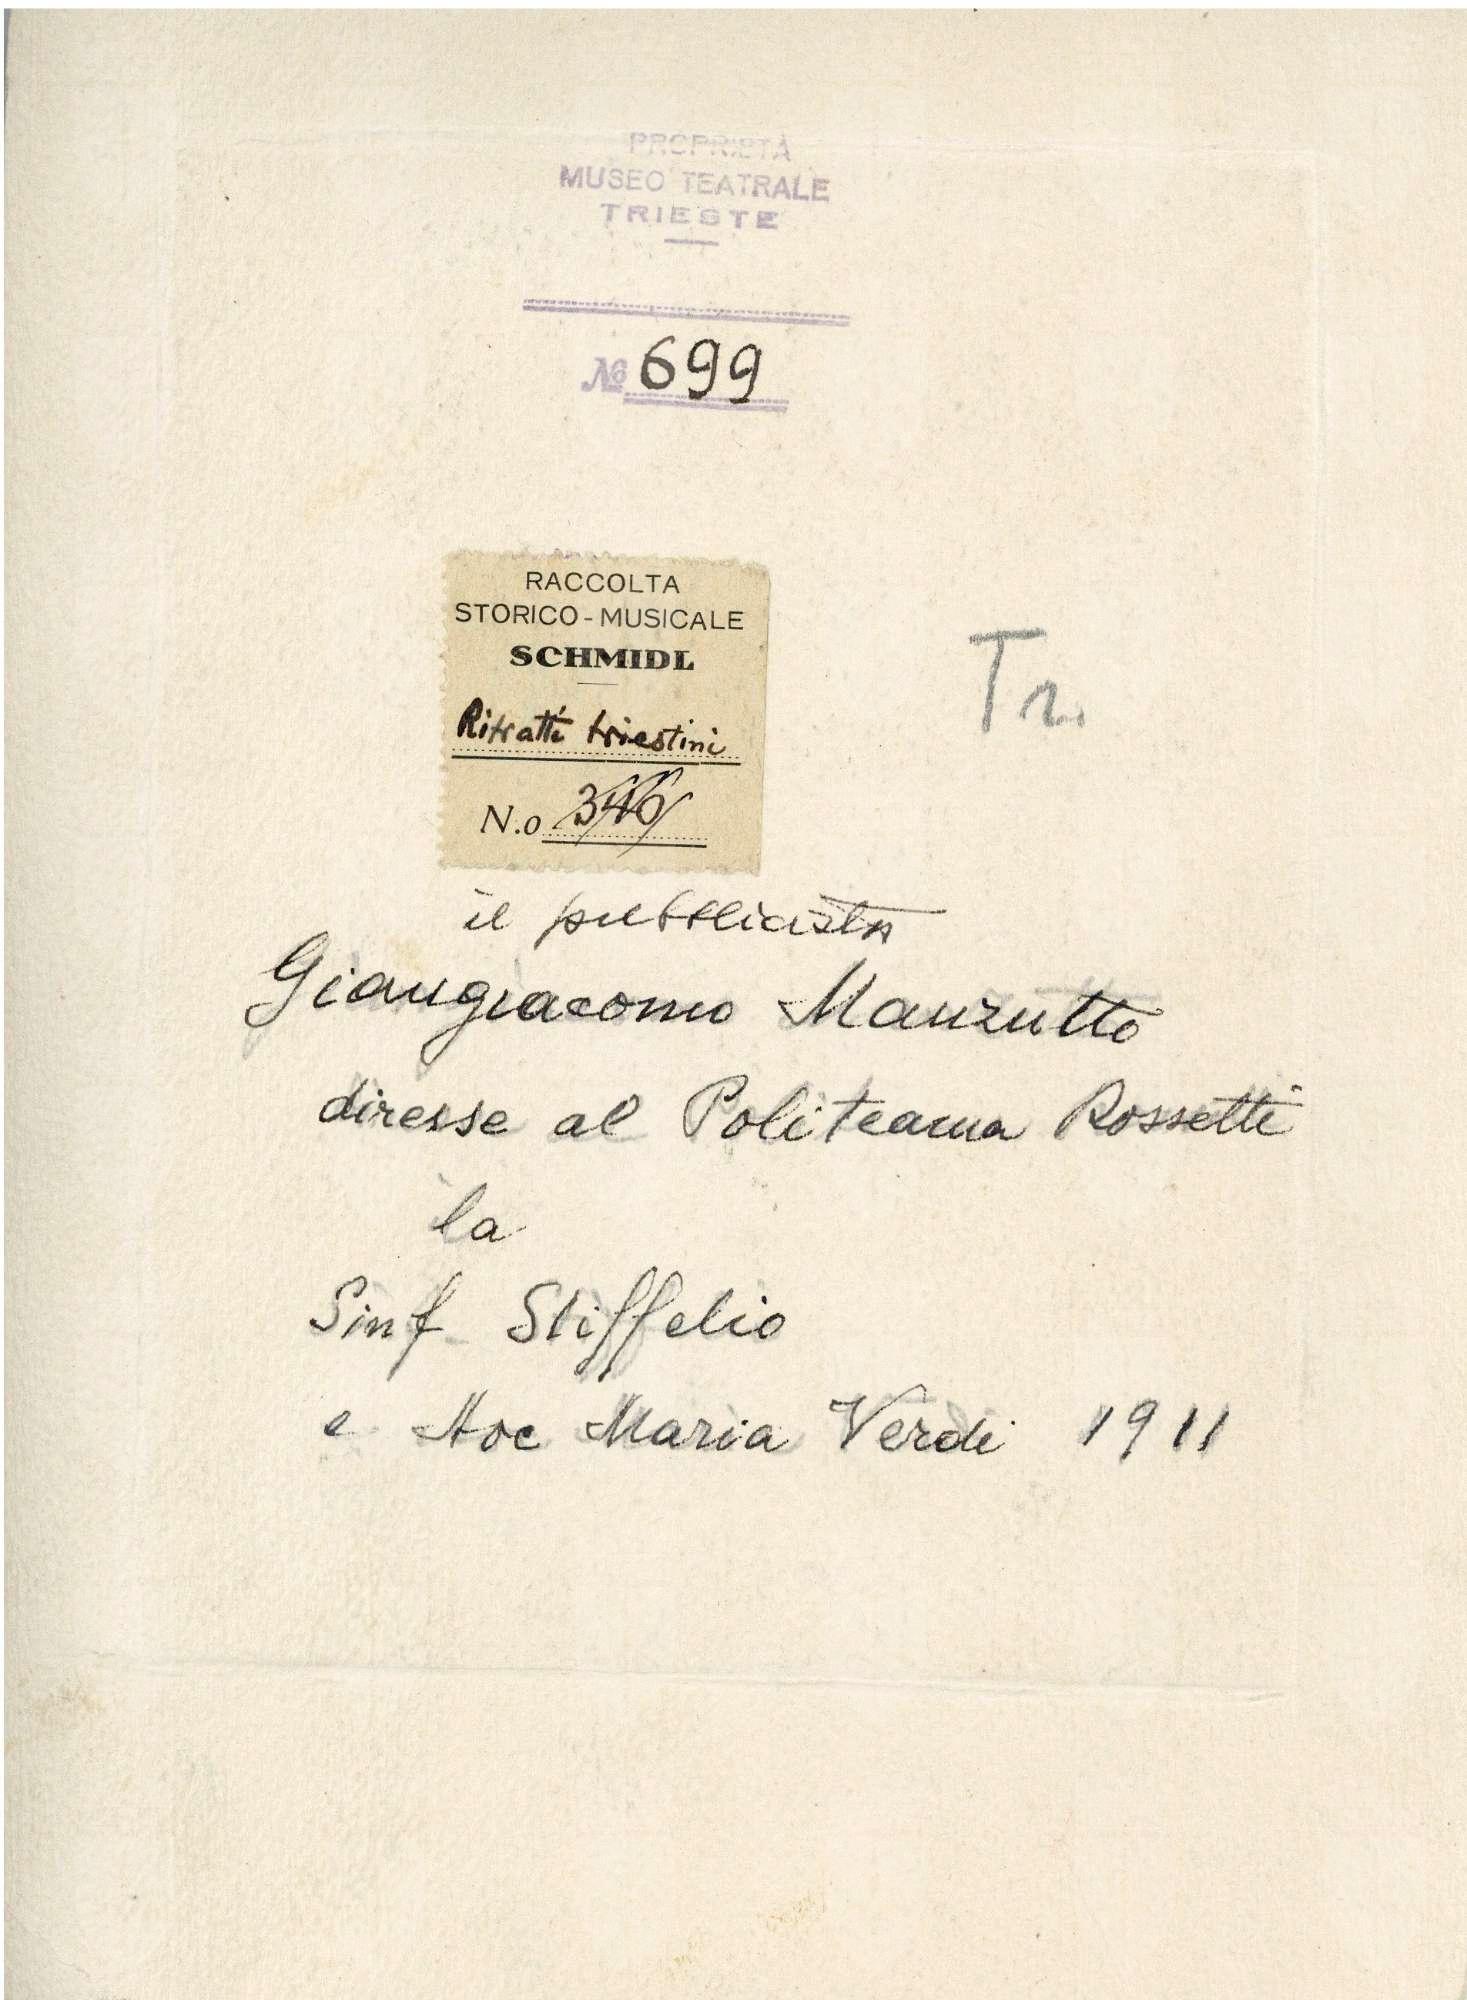 PROPRIETÀ
MUSEO TEATRALE
TRIESTE
№ 699
RACCOLTA
STORICO-MUSICALE
SCHMIDL
Ritratti triestini
N.o 346
Tr.
il pubblicista
Giangiacomo Manzutto
diresse al Politeama Rossetti
la
Sinf Stiffelio
e Ave Maria Verdi 1911